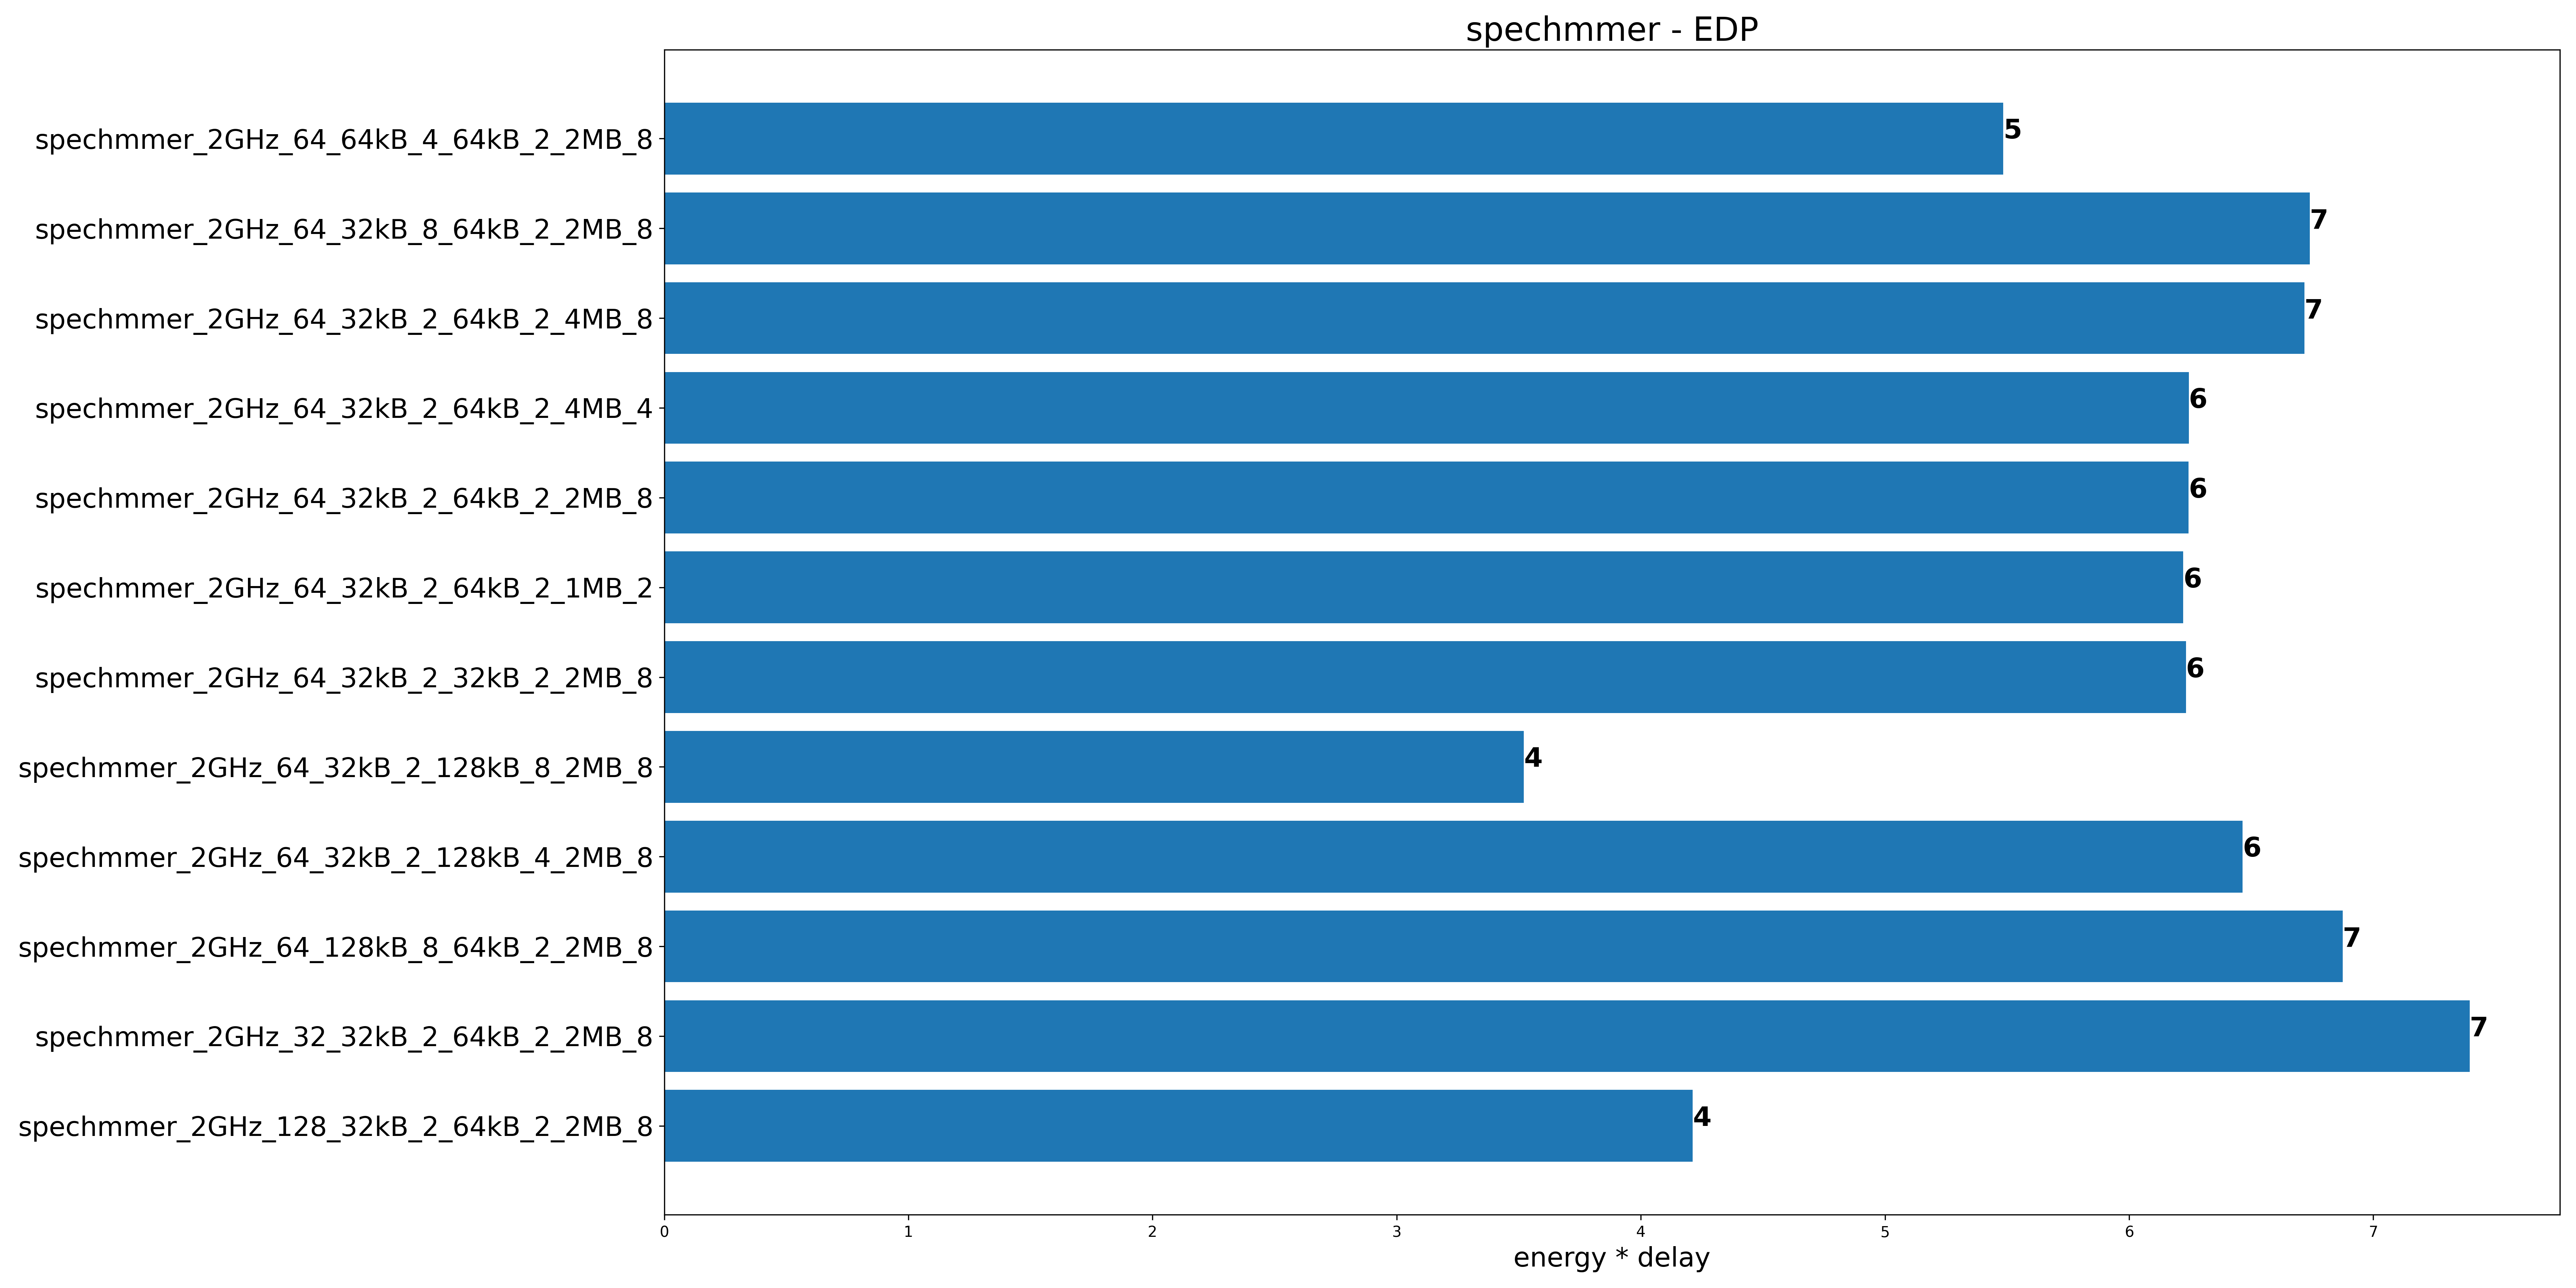 spechmmer - EDP
spechmmer_2GHz_64_64kB_4_64kB_2_2MB_8 5
spechmmer_2GHz_64_32kB_8_64kB_2_2MB_8 7
spechmmer_2GHz_64_32kB_2_64kB_2_4MB_8 7
spechmmer_2GHz_64_32kB_2_64kB_2_4MB_4 6
spechmmer_2GHz_64_32kB_2_64kB_2_2MB_8 6
spechmmer_2GHz_64_32kB_2_64kB_2_1MB_2 6
spechmmer_2GHz_64_32kB_2_32kB_2_2MB_8 6
spechmmer_2GHz_64_32kB_2_128kB_8_2MB_8 4
spechmmer_2GHz_64_32kB_2_128kB_4_2MB_8 6
spechmmer_2GHz_64_128kB_8_64kB_2_2MB_8 7
spechmmer_2GHz_32_32kB_2_64kB_2_2MB_8 7
spechmmer_2GHz_128_32kB_2_64kB_2_2MB_8 4
0 1 2 3 4 5 6 7
energy * delay